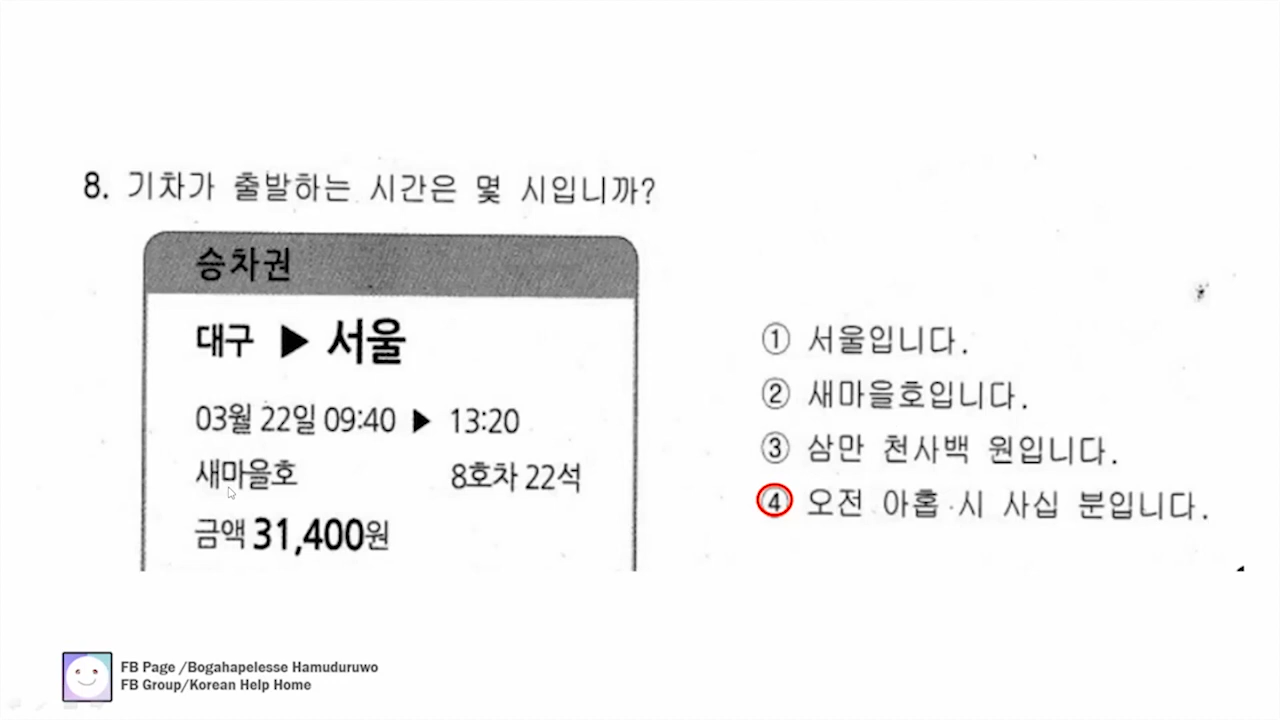 8. 기차가 출발하는 시간은 몇 시입니까?
승차권
대구 ▶ 서울
03월 22일 09:40 ▶ 13:20
새마을호 8호차 22석
금액 31,400원
① 서울입니다.
② 새마을호입니다.
③ 삼만 천사백 원입니다.
④ 오전 아홉 시 사십 분입니다.
FB Page /Bogahapelesse Hamuduruwo
FB Group/Korean Help Home